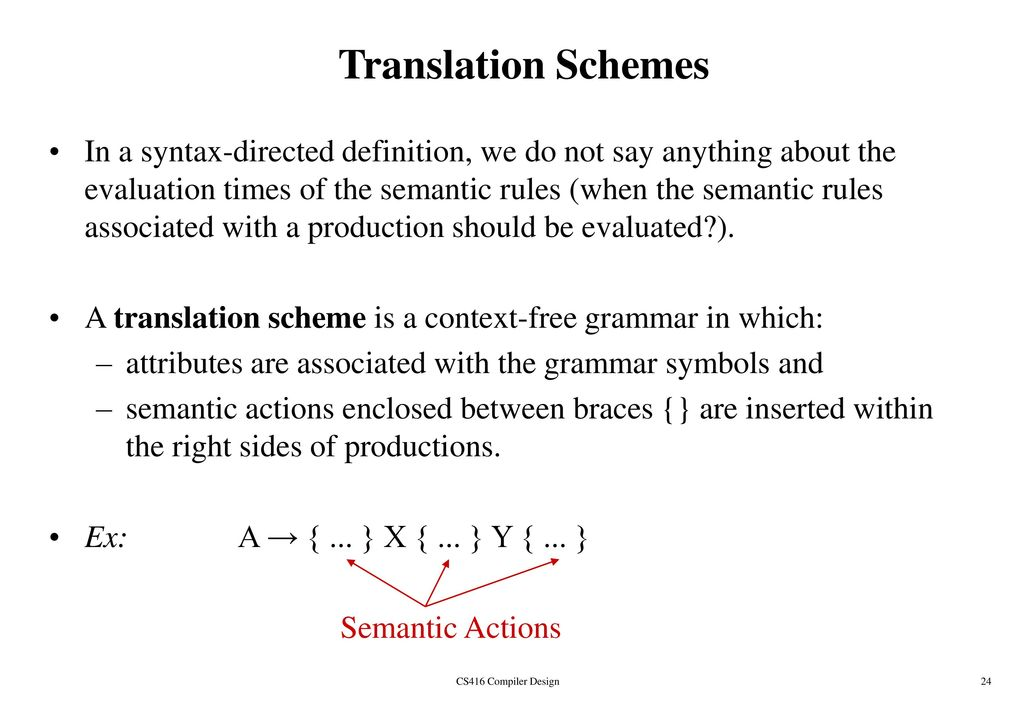 Translation Schemes
• In a syntax-directed definition, we do not say anything about the
evaluation times of the semantic rules (when the semantic rules
associated with a production should be evaluated?).
• A translation scheme is a context-free grammar in which:
– attributes are associated with the grammar symbols and
– semantic actions enclosed between braces {} are inserted within
the right sides of productions.
• Ex: A → { ... } X { ... } Y { ... }
Semantic Actions
CS416 Compiler Design 24